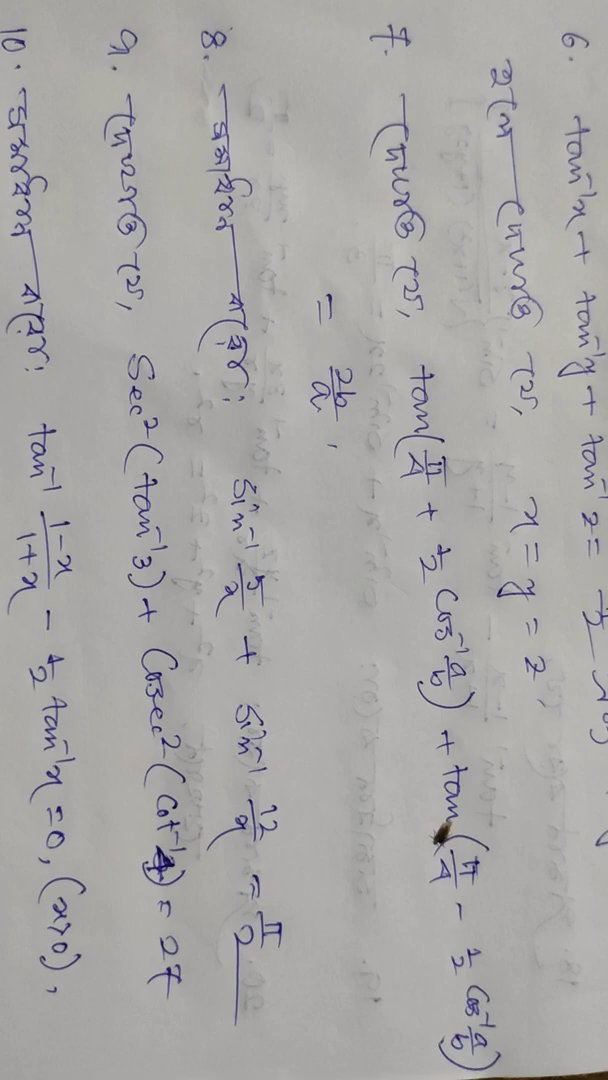 6. tan⁻¹x + tan⁻¹y + tan⁻¹z =
হলে দেখাও যে, x = y = z,
7. দেখাও যে, tan(π/4 + 1/2 cos⁻¹ a/b) + tan(π/4 - 1/2 cos⁻¹ a/b)
= 2b/a,
8. সমাধান করো: sin⁻¹ 5/x + sin⁻¹ 12/x = π/2
9. দেখাও যে, Sec²(tan⁻¹3) + Cosec²(Cot⁻¹4) = 27
10. সমাধান করো: tan⁻¹ (1-x)/(1+x) - 1/2 tan⁻¹x = 0, (x>0),